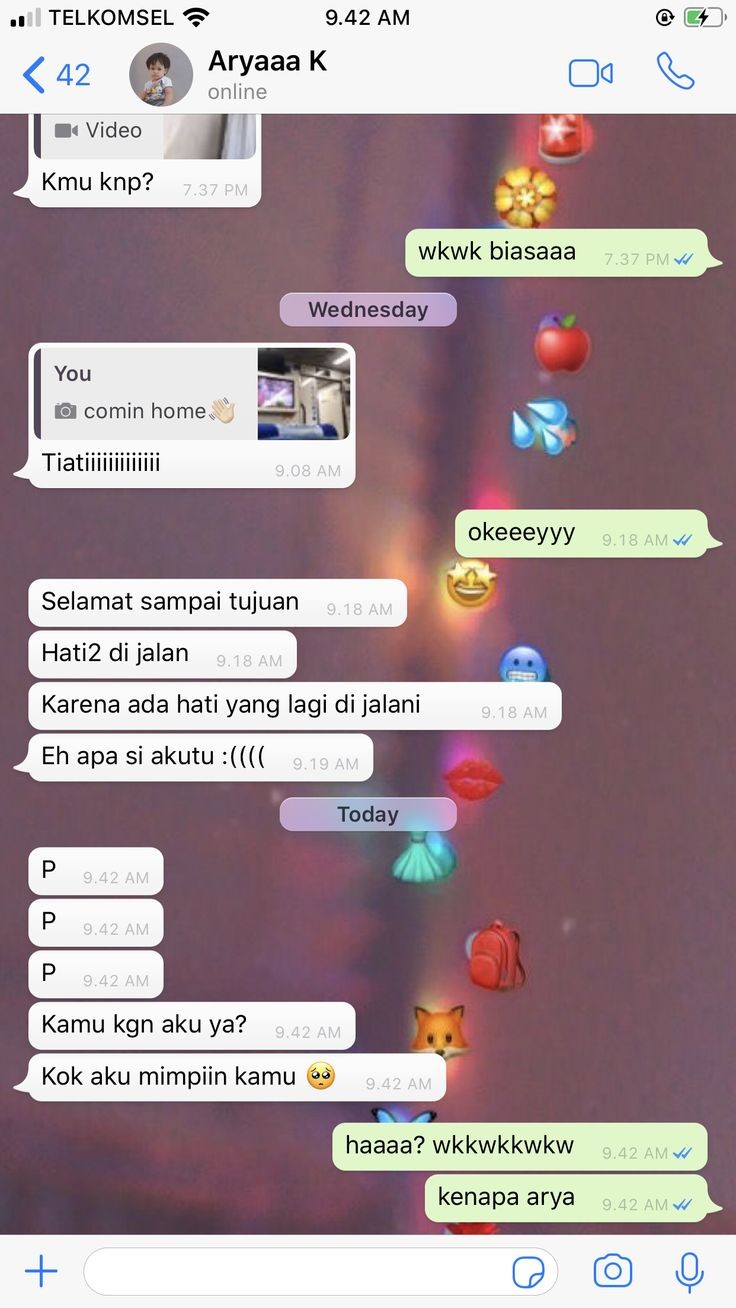 TELKOMSEL 9.42 AM
42 Aryaaa K
online
Video
Kmu knp? 7.37 PM
wkwk biasaaa 7.37 PM
Wednesday
You
comin home👋🏻
Tiatiiiiiiiiiiiii 9.08 AM
okeeeyyy 9.18 AM
Selamat sampai tujuan 9.18 AM
Hati2 di jalan 9.18 AM
Karena ada hati yang lagi di jalani 9.18 AM
Eh apa si akutu :(((( 9.19 AM
Today
P 9.42 AM
P 9.42 AM
P 9.42 AM
Kamu kgn aku ya? 9.42 AM
Kok aku mimpiin kamu 🥺 9.42 AM
haaaa? wkkwkkwkw 9.42 AM
kenapa arya 9.42 AM